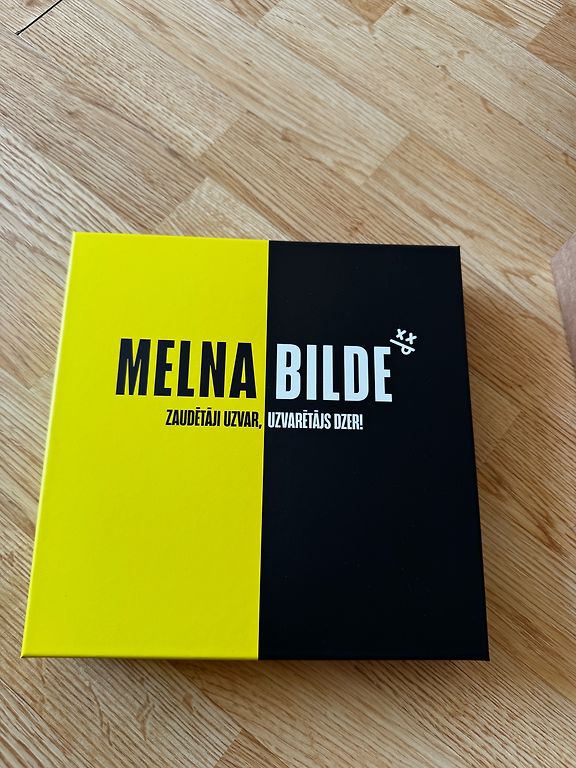 MELNA BILDE
ZAUDĒTĀJI UZVAR, UZVARĒTĀJS DZER!